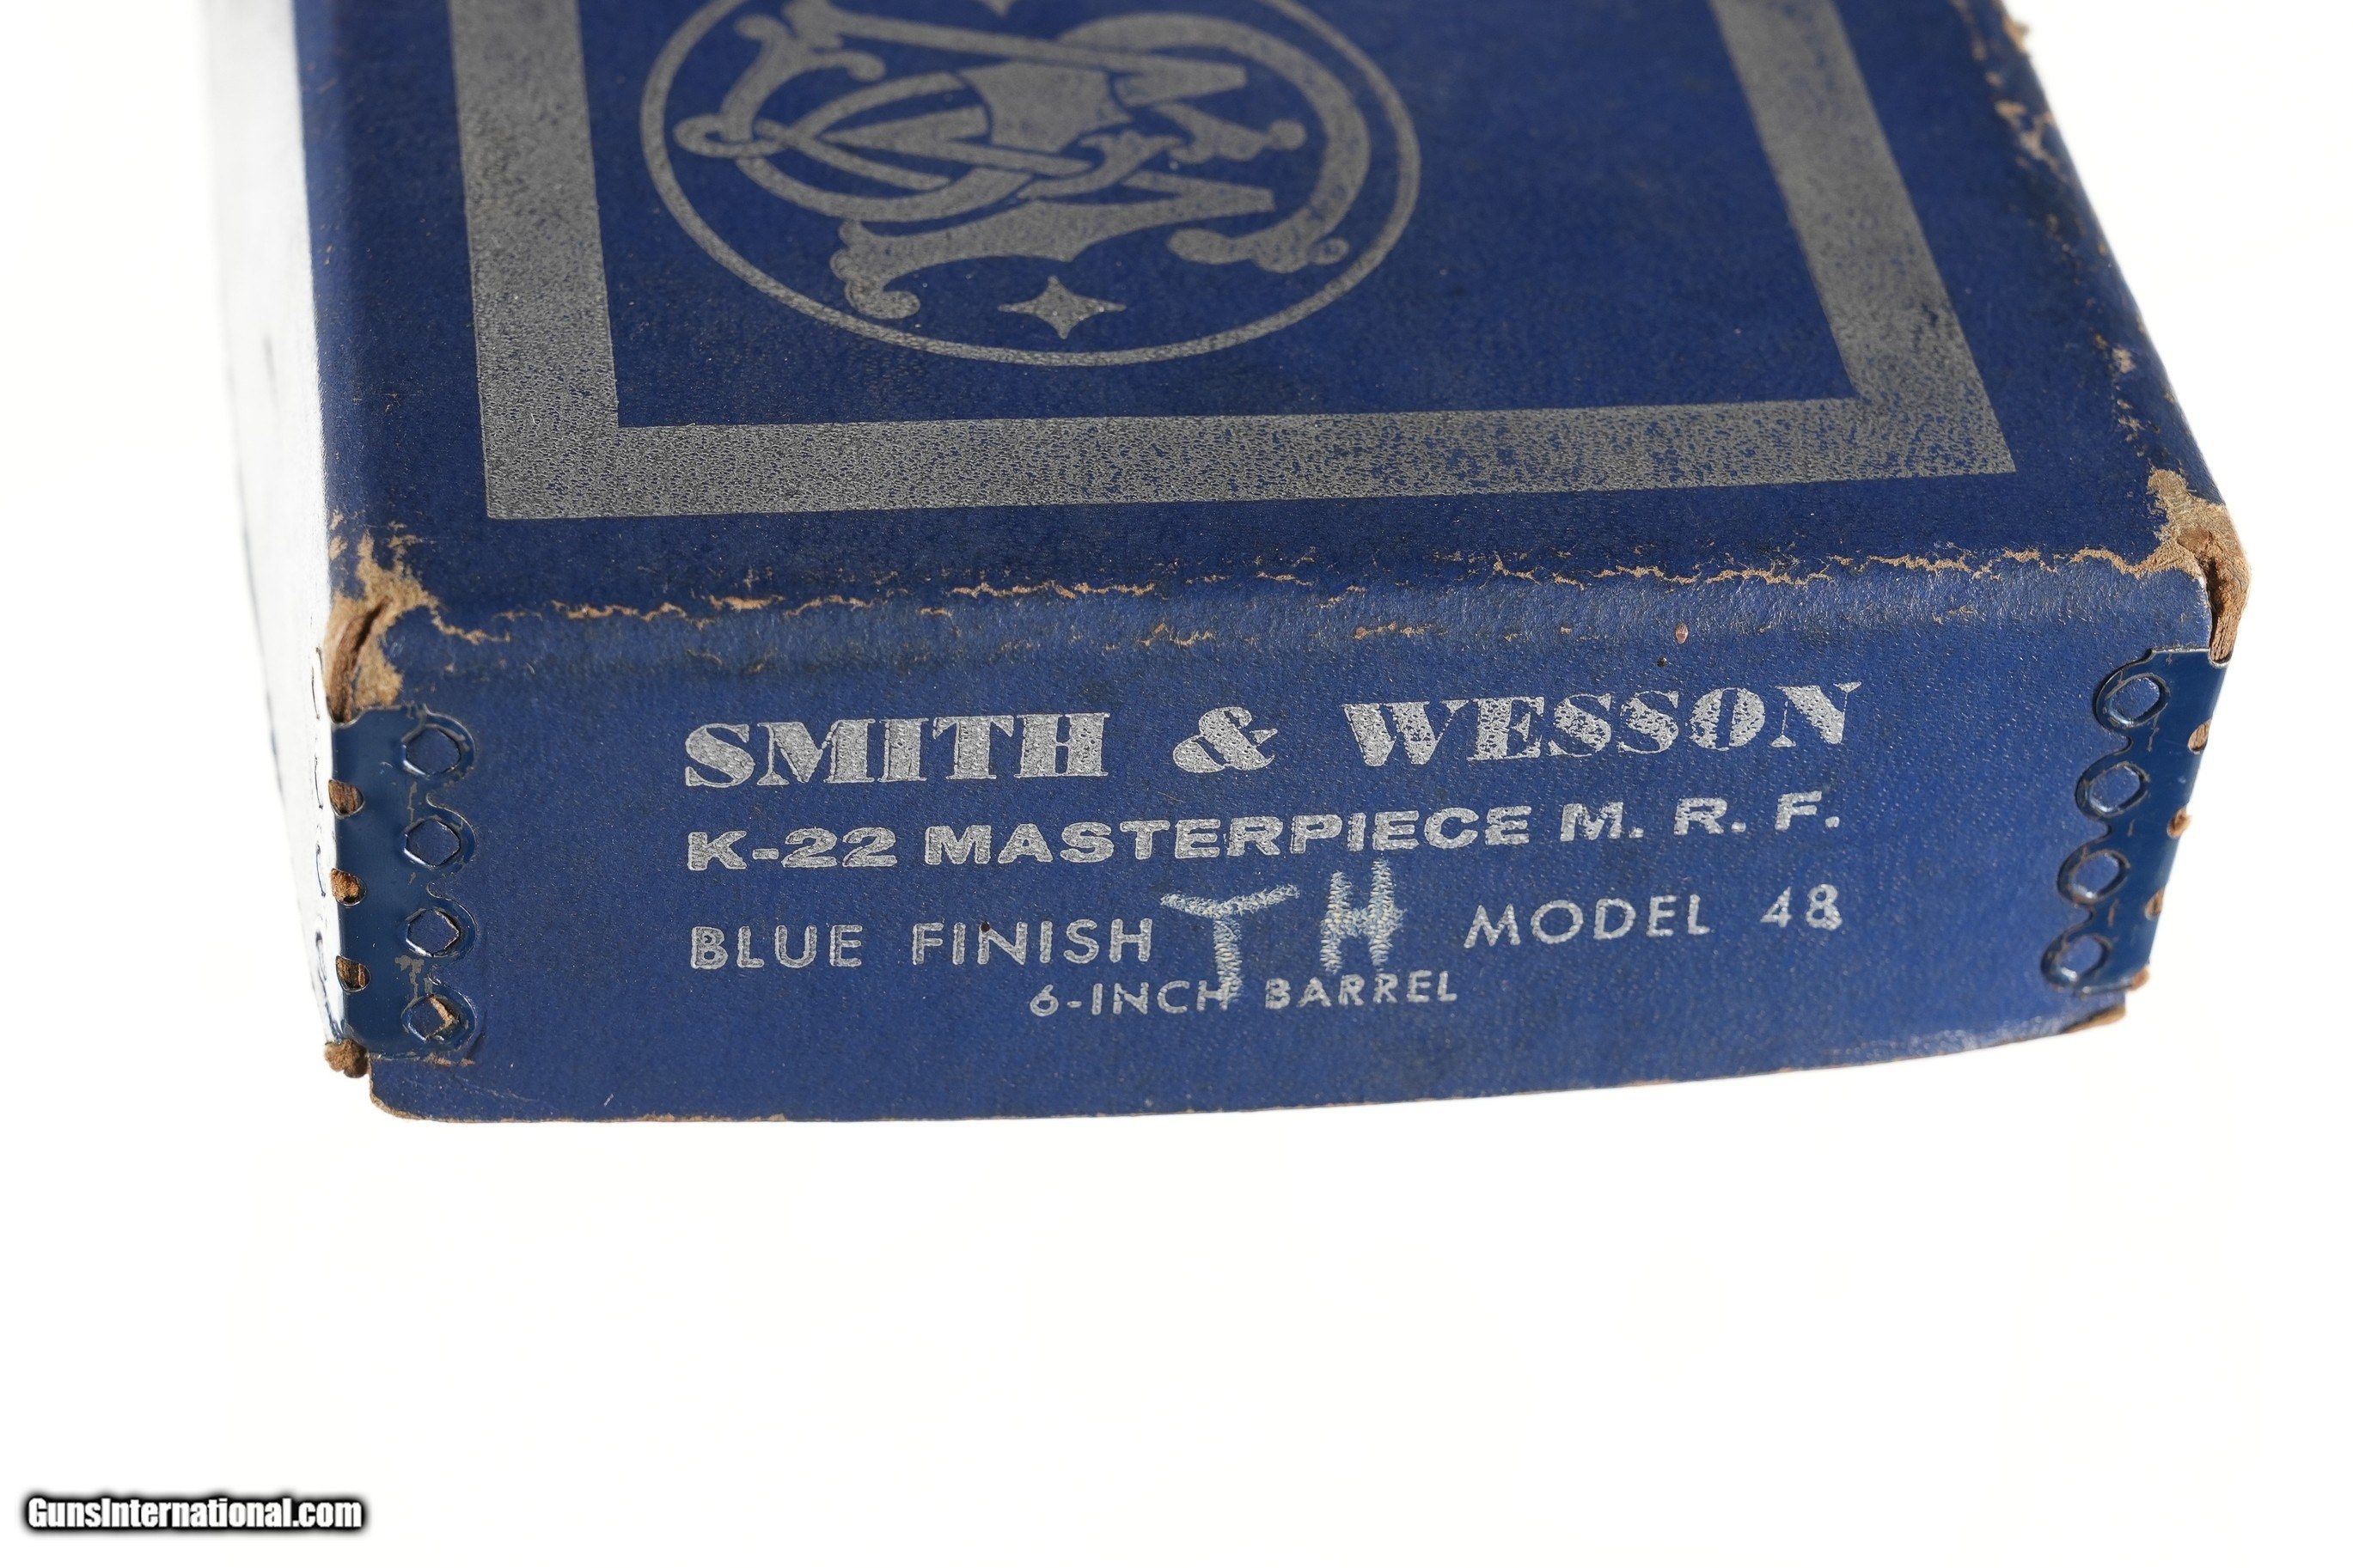 SMITH & WESSON
K-22 MASTERPIECE M. R. F.
BLUE FINISH TH MODEL 48
6-INCH BARREL
GunsInternational.com